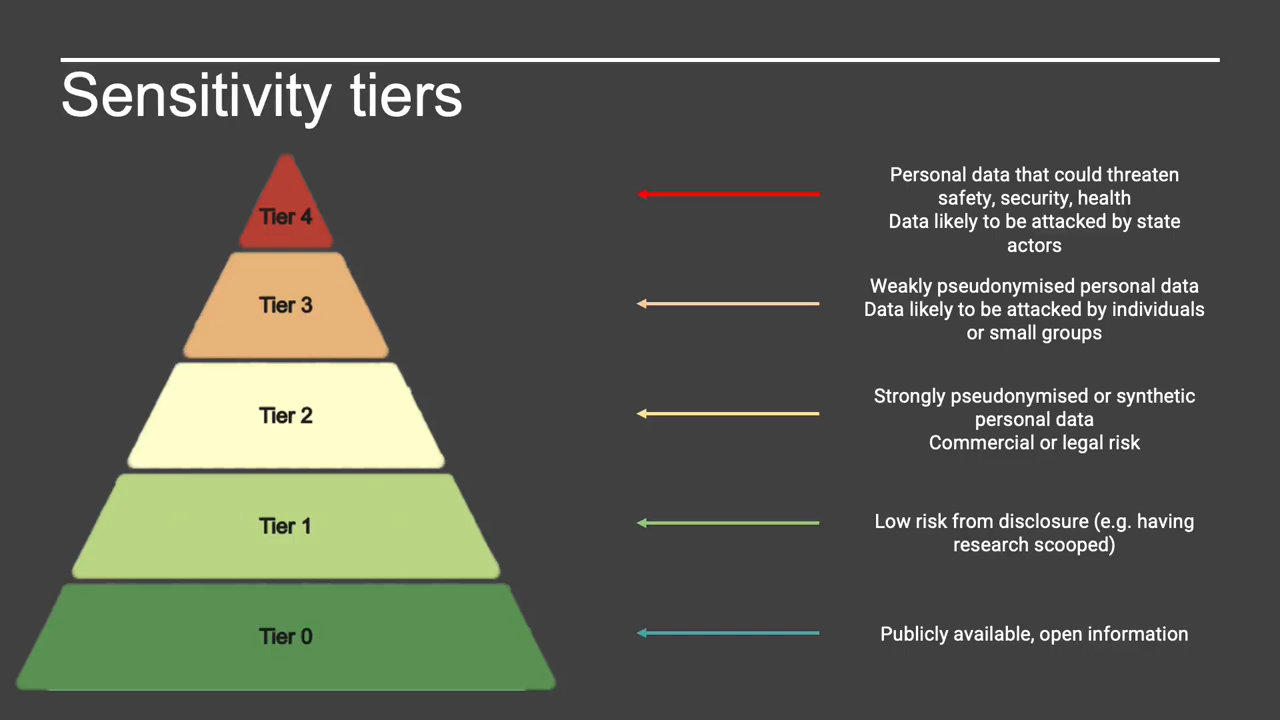 Sensitivity tiers
Tier 4
Personal data that could threaten
safety, security, health
Data likely to be attacked by state
actors
Tier 3
Weakly pseudonymised personal data
Data likely to be attacked by individuals
or small groups
Tier 2
Strongly pseudonymised or synthetic
personal data
Commercial or legal risk
Tier 1
Low risk from disclosure (e.g. having
research scooped)
Tier 0
Publicly available, open information